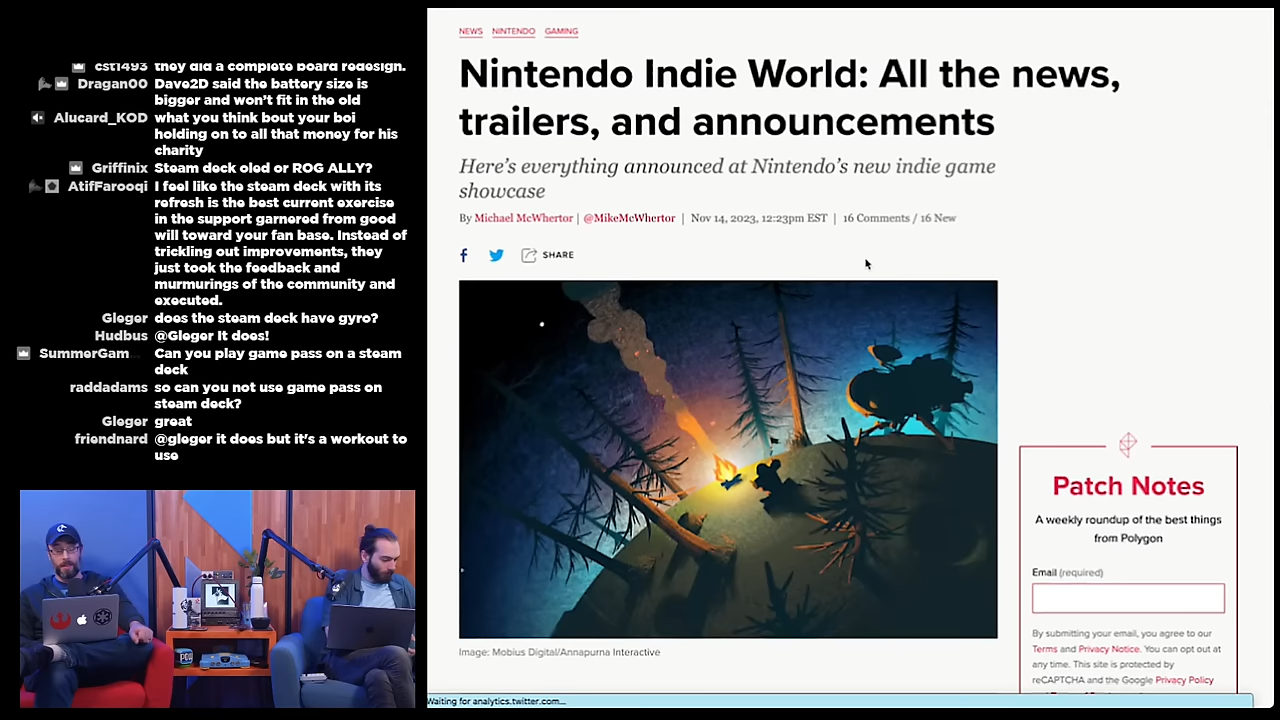 cst1493 they did a complete board redesign.
Dragan00 Dave2D said the battery size is
bigger and won't fit in the old
Alucard_KOD what you think bout your boi
holding on to all that money for his
charity
Griffinix Steam deck oled or ROG ALLY?
AtifFarooqi I feel like the steam deck with its
refresh is the best current exercise
in the support garnered from good
will toward your fan base. Instead of
trickling out improvements, they
just took the feedback and
murmurings of the community and
executed.
Gleger does the steam deck have gyro?
Hudbus @Gleger It does!
SummerGam... Can you play game pass on a steam
deck
raddadams so can you not use game pass on
steam deck?
Gleger great
friendnard @gleger it does but it's a workout to
use
NEWS NINTENDO GAMING
Nintendo Indie World: All the news,
trailers, and announcements
Here's everything announced at Nintendo's new indie game
showcase
By Michael McWhertor | @MikeMcWhertor | Nov 14, 2023, 12:23pm EST | 16 Comments / 16 New
SHARE
Image: Mobius Digital/Annapurna Interactive
Patch Notes
A weekly roundup of the best things
from Polygon
Email (required)
By submitting your email, you agree to our
Terms and Privacy Notice. You can opt out at
any time. This site is protected by
reCAPTCHA and the Google Privacy Policy
Waiting for analytics.twitter.com...